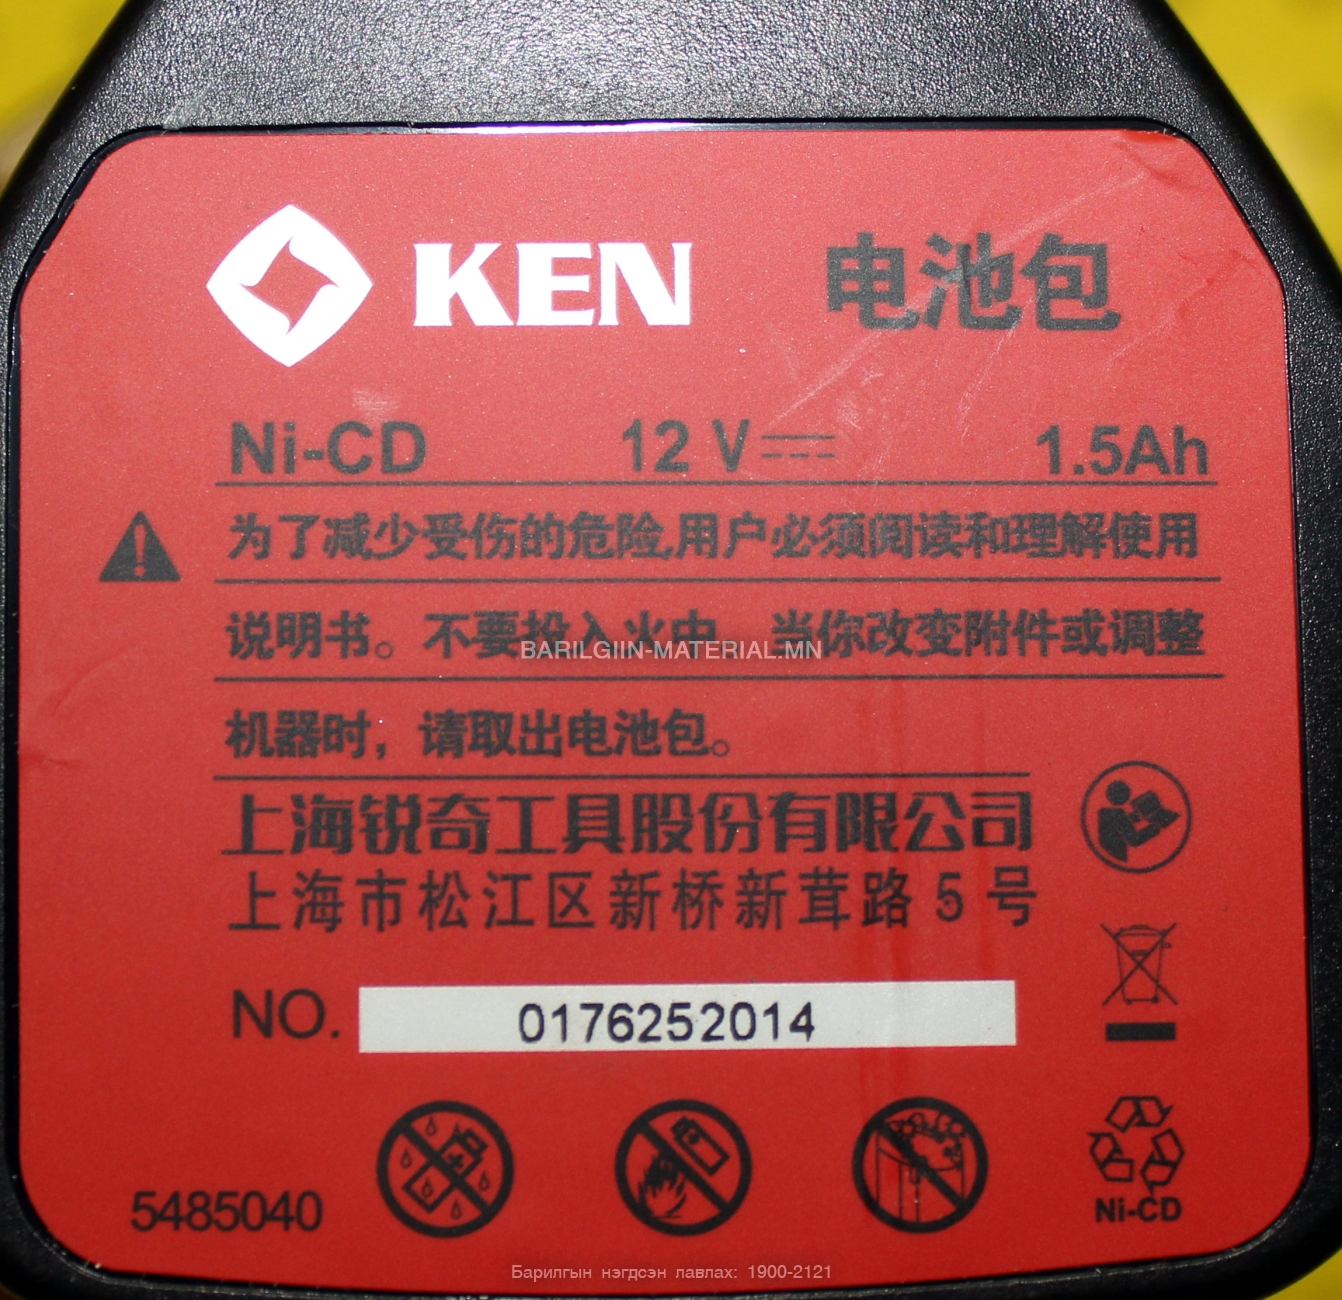 KEN 电池包
Ni-CD 12 V 1.5Ah
为了减少受伤的危险,用户必须阅读和理解使用
说明书。不要投入火中。当你改变附件或调整
BARILGIIN-MATERIAL.MN
机器时，请取出电池包。
上海锐奇工具股份有限公司
上海市松江区新桥新茸路5号
NO. 0176252014
Ni-CD
5485040
Барилгын нэгдсэн лавлах: 1900-2121